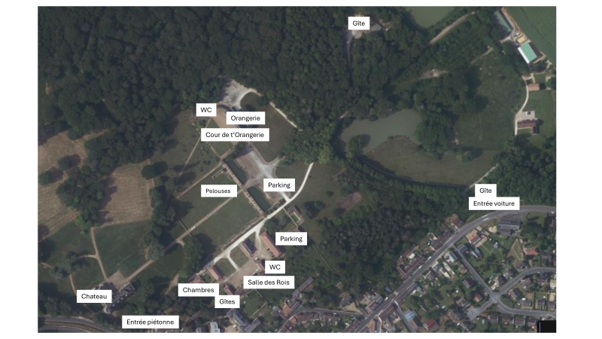 Gîte
WC
Orangerie
Cour de t'Orangerie
Parking
Pelouses
Gîte
Entrée voiture
Parking
WC
Salle des Rois
Chambres
Chateau
Gîtes
Entrée piétonne